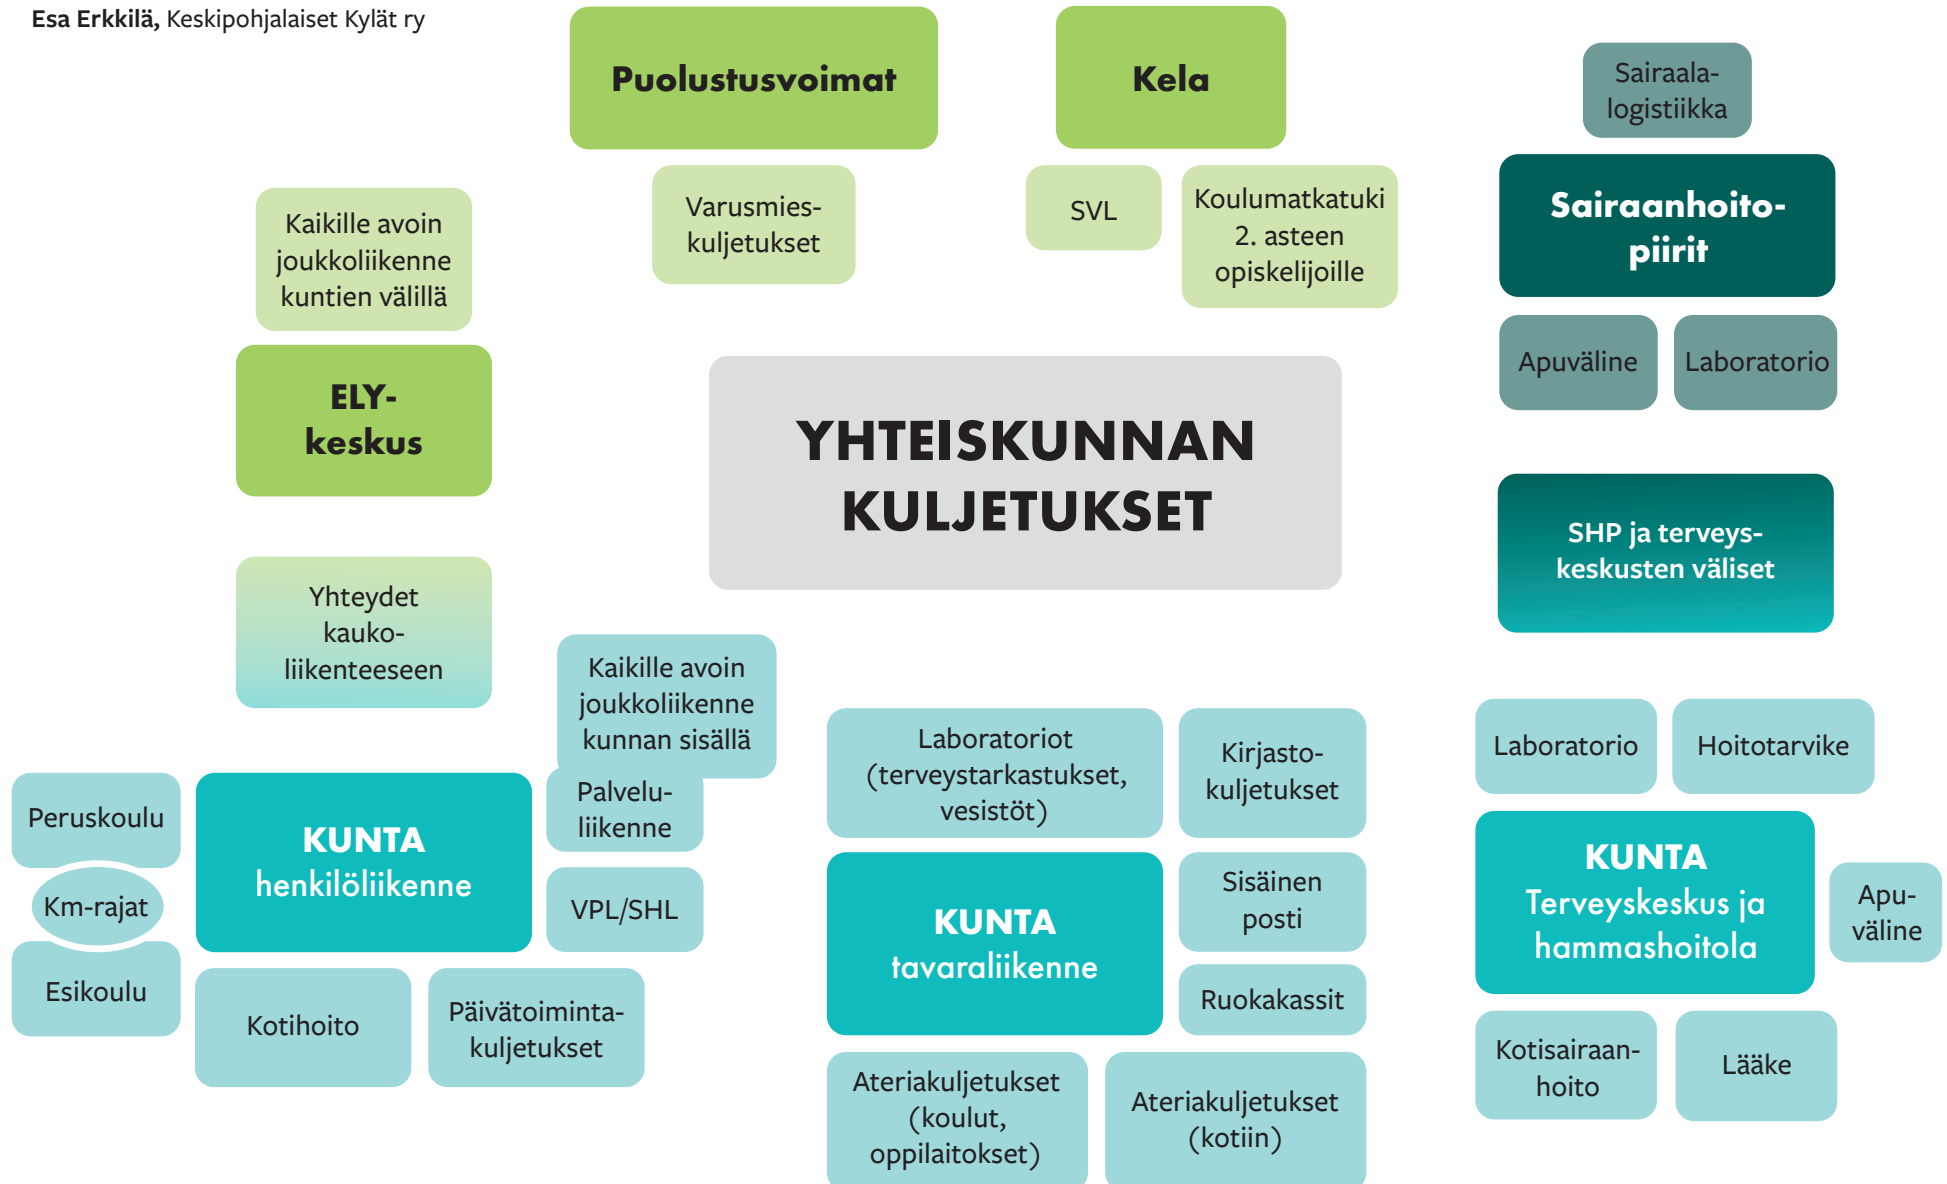 Esa Erkkilä, Keskipohjalaiset Kylät ry
Puolustusvoimat
Varusmies-
kuljetukset
Kela
SVL
Koulumatkatuki
2. asteen
opiskelijoille
Sairaala-
logistiikka
Sairaanhoito-
piirit
Apuväline
Laboratorio
Kaikille avoin
joukkoliikenne
kuntien välillä
ELY-
keskus
YHTEISKUNNAN
KULJETUKSET
SHP ja terveys-
keskusten väliset
Yhteydet
kauko-
liikenteeseen
Kaikille avoin
joukkoliikenne
kunnan sisällä
Peruskoulu
Km-rajat
Esikoulu
KUNTA
henkilöliikenne
Palvelu-
liikenne
VPL/SHL
Kotihoito
Päivätoiminta-
kuljetukset
Laboratoriot
(terveystarkastukset,
vesistöt)
Kirjasto-
kuljetukset
KUNTA
tavaraliikenne
Sisäinen
posti
Ruokakassit
Ateriakuljetukset
(koulut,
oppilaitokset)
Ateriakuljetukset
(kotiin)
Laboratorio
Hoitotarvike
KUNTA
Terveyskeskus ja
hammashoitola
Apu-
väline
Kotisairaan-
hoito
Lääke